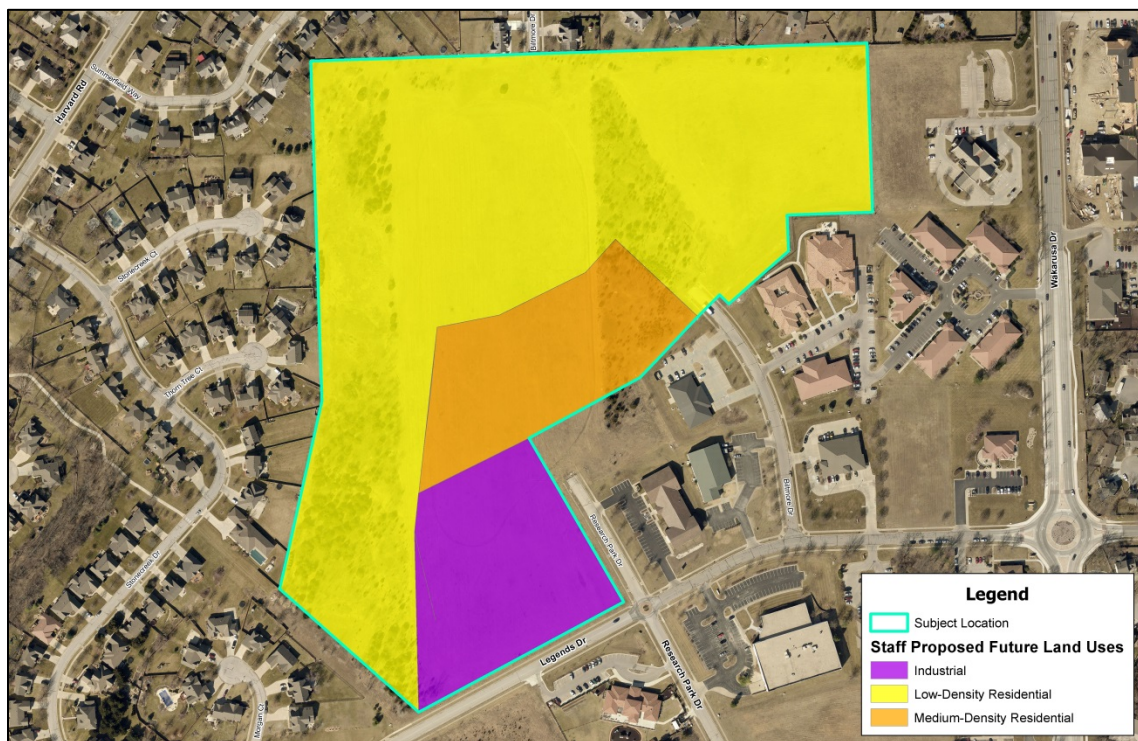 Biltmore Dr
Summerfield Way
Harvard Rd
Stonecreek Ct
Wakarusa Dr
Thorn Tree Ct
Biltmore Dr
Research Park Dr
Stonecreek Dr
Legends Dr
Research Park Dr
Morgan Ct
Legend
Subject Location
Staff Proposed Future Land Uses
Industrial
Low-Density Residential
Medium-Density Residential